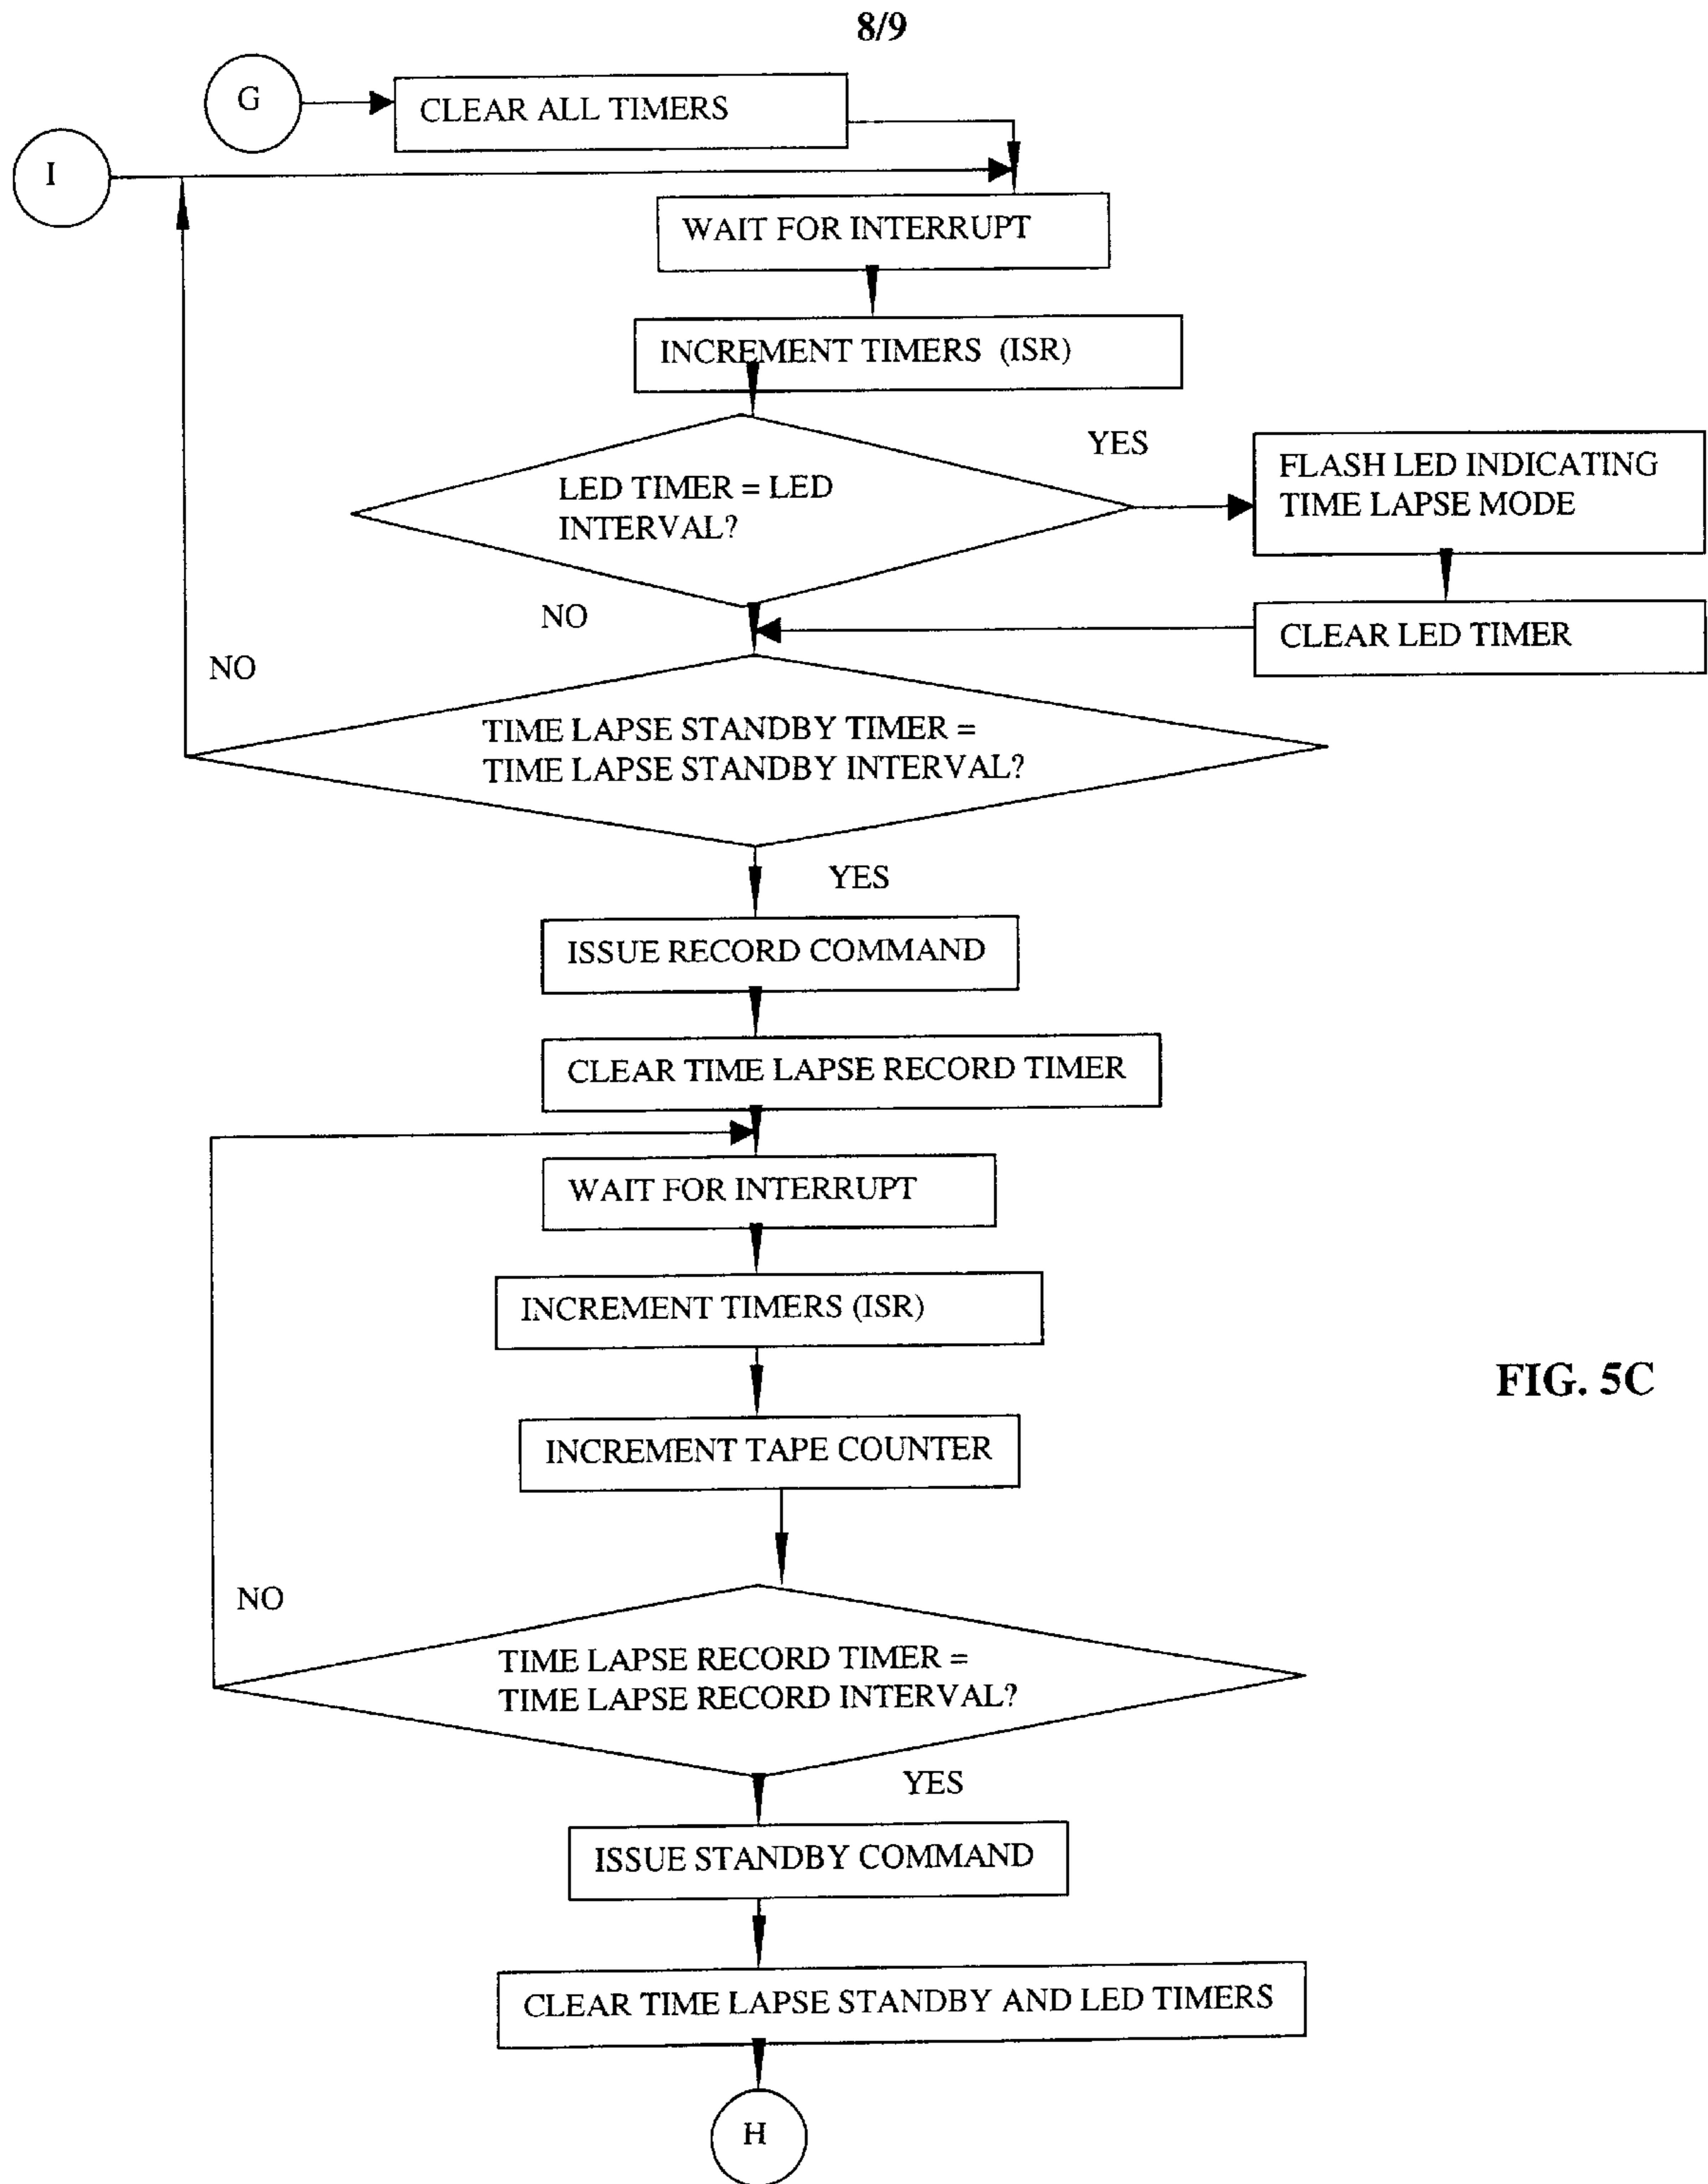 8/9
G
CLEAR ALL TIMERS
I
WAIT FOR INTERRUPT
INCREMENT TIMERS (ISR)
YES
LED TIMER = LED
INTERVAL?
FLASH LED INDICATING
TIME LAPSE MODE
NO
CLEAR LED TIMER
NO
TIME LAPSE STANDBY TIMER =
TIME LAPSE STANDBY INTERVAL?
YES
ISSUE RECORD COMMAND
CLEAR TIME LAPSE RECORD TIMER
WAIT FOR INTERRUPT
INCREMENT TIMERS (ISR)
FIG. 5C
INCREMENT TAPE COUNTER
NO
TIME LAPSE RECORD TIMER =
TIME LAPSE RECORD INTERVAL?
YES
ISSUE STANDBY COMMAND
CLEAR TIME LAPSE STANDBY AND LED TIMERS
H